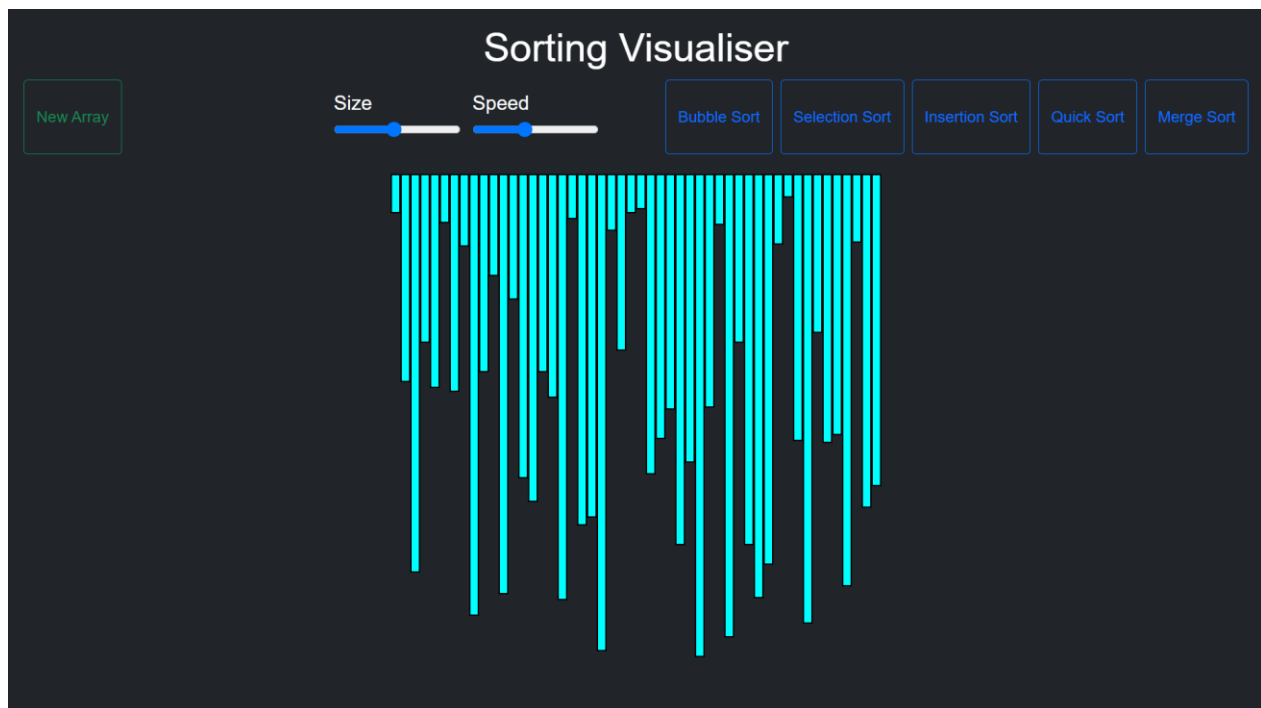 Sorting Visualiser
New Array
Size
Speed
Bubble Sort
Selection Sort
Insertion Sort
Quick Sort
Merge Sort